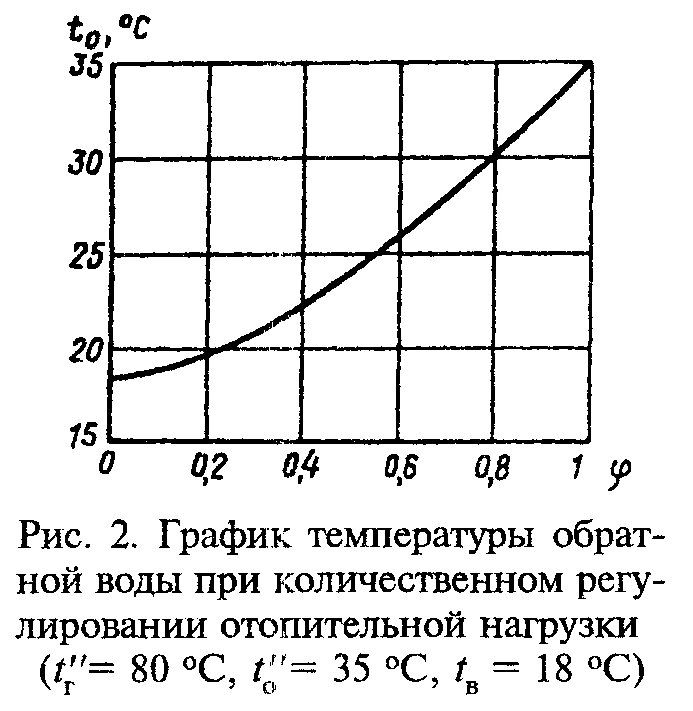 t₀, °C
35
30
25
20
15
0 0,2 0,4 0,6 0,8 1 φ
Рис. 2. График температуры обрат-
ной воды при количественном регу-
лировании отопительной нагрузки
(t″г = 80 °C, t″о = 35 °C, tв = 18 °C)